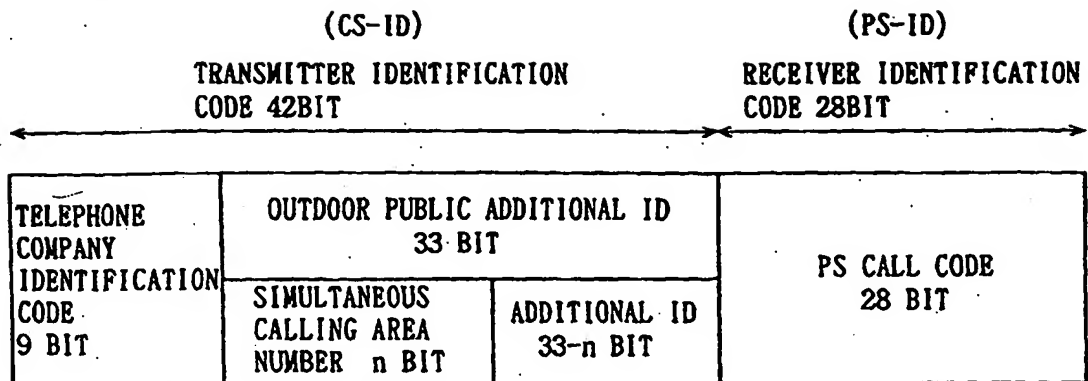 (CS-ID)
(PS-ID)
TRANSMITTER IDENTIFICATION
CODE 42BIT
RECEIVER IDENTIFICATION
CODE 28BIT
TELEPHONE
COMPANY
IDENTIFICATION
CODE
9 BIT
OUTDOOR PUBLIC ADDITIONAL ID
33 BIT
SIMULTANEOUS
CALLING AREA
NUMBER n BIT
ADDITIONAL ID
33-n BIT
PS CALL CODE
28 BIT